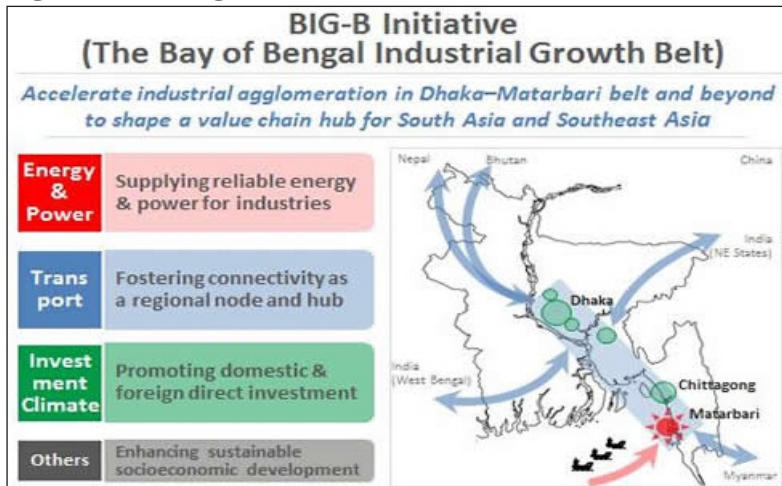 BIG-B Initiative
(The Bay of Bengal Industrial Growth Belt)
Accelerate industrial agglomeration in Dhaka–Matarbari belt and beyond
to shape a value chain hub for South Asia and Southeast Asia
Energy
&
Power
Supplying reliable energy
& power for industries
Trans
port
Fostering connectivity as
a regional node and hub
Invest
ment
Climate
Promoting domestic &
foreign direct investment
Others
Enhancing sustainable
socioeconomic development
Nepal
Bhutan
China
India
(NE States)
Dhaka
India
(West Bengal)
Chittagong
Matarbari
Myanmar